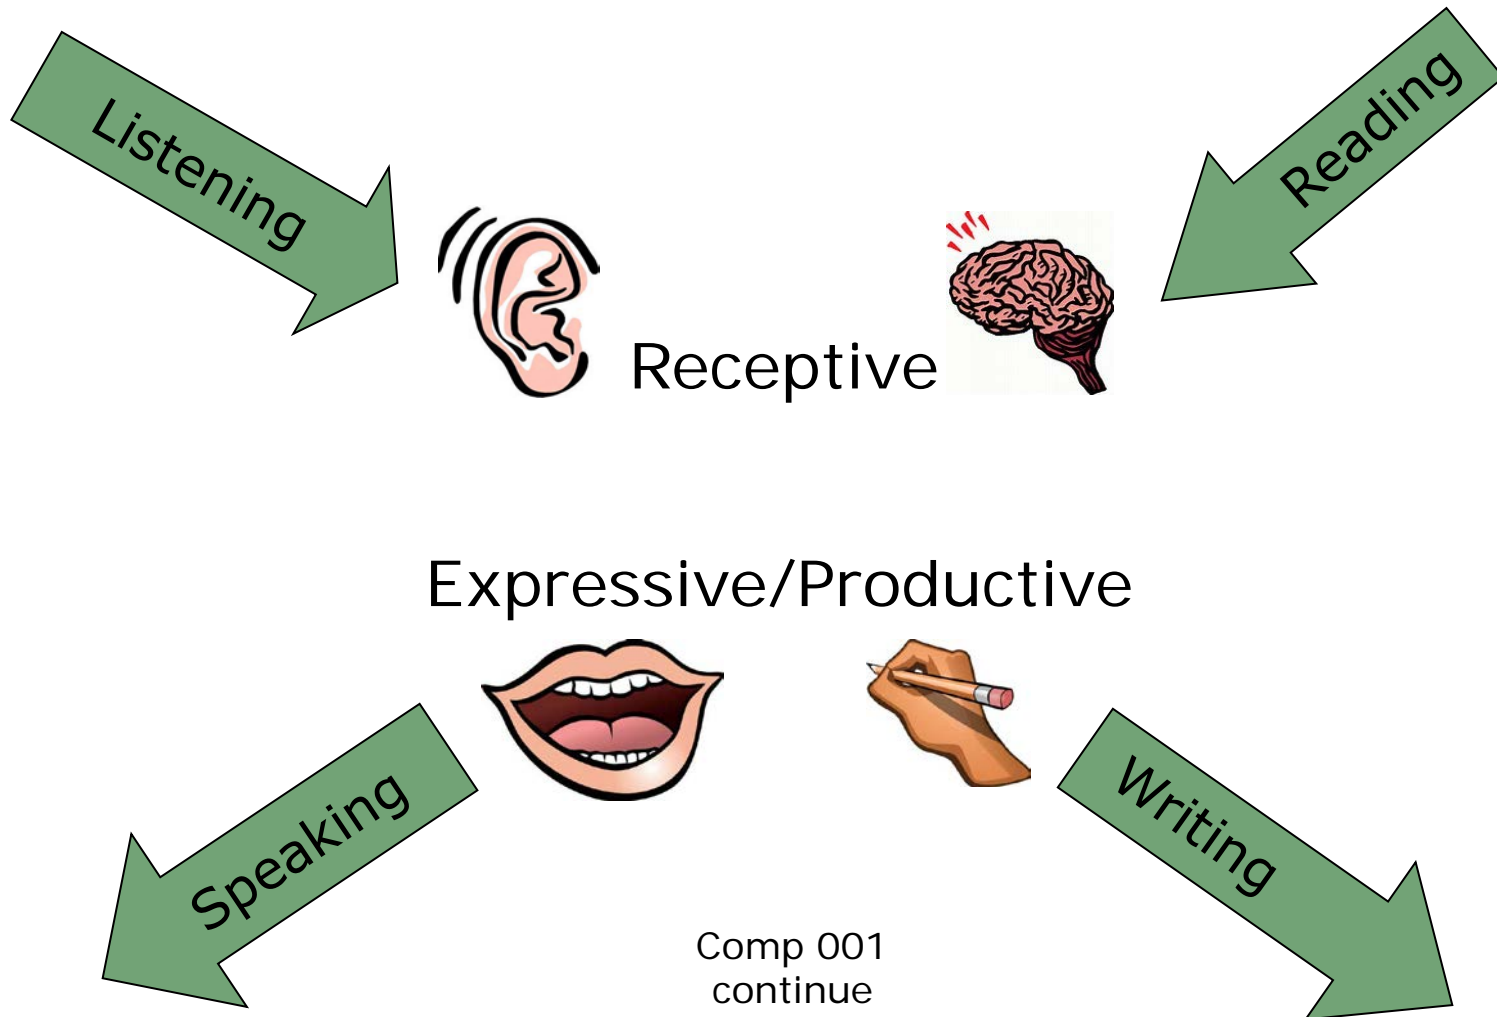 Listening
Reading
Receptive
Expressive/Productive
Speaking
Writing
Comp 001
continue